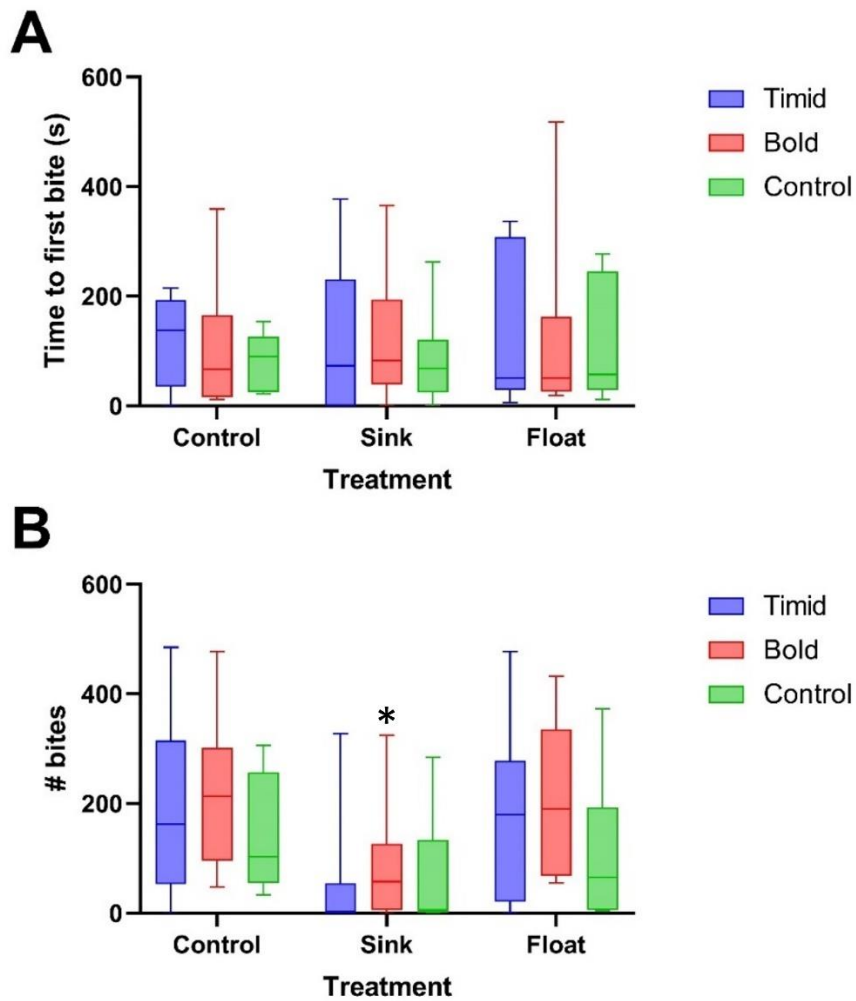 A
Time to first bite (s)
600
400
200
0
Control
Sink
Float
Treatment
Timid
Bold
Control
B
# bites
600
400
200
0
*
Control
Sink
Float
Treatment
Timid
Bold
Control